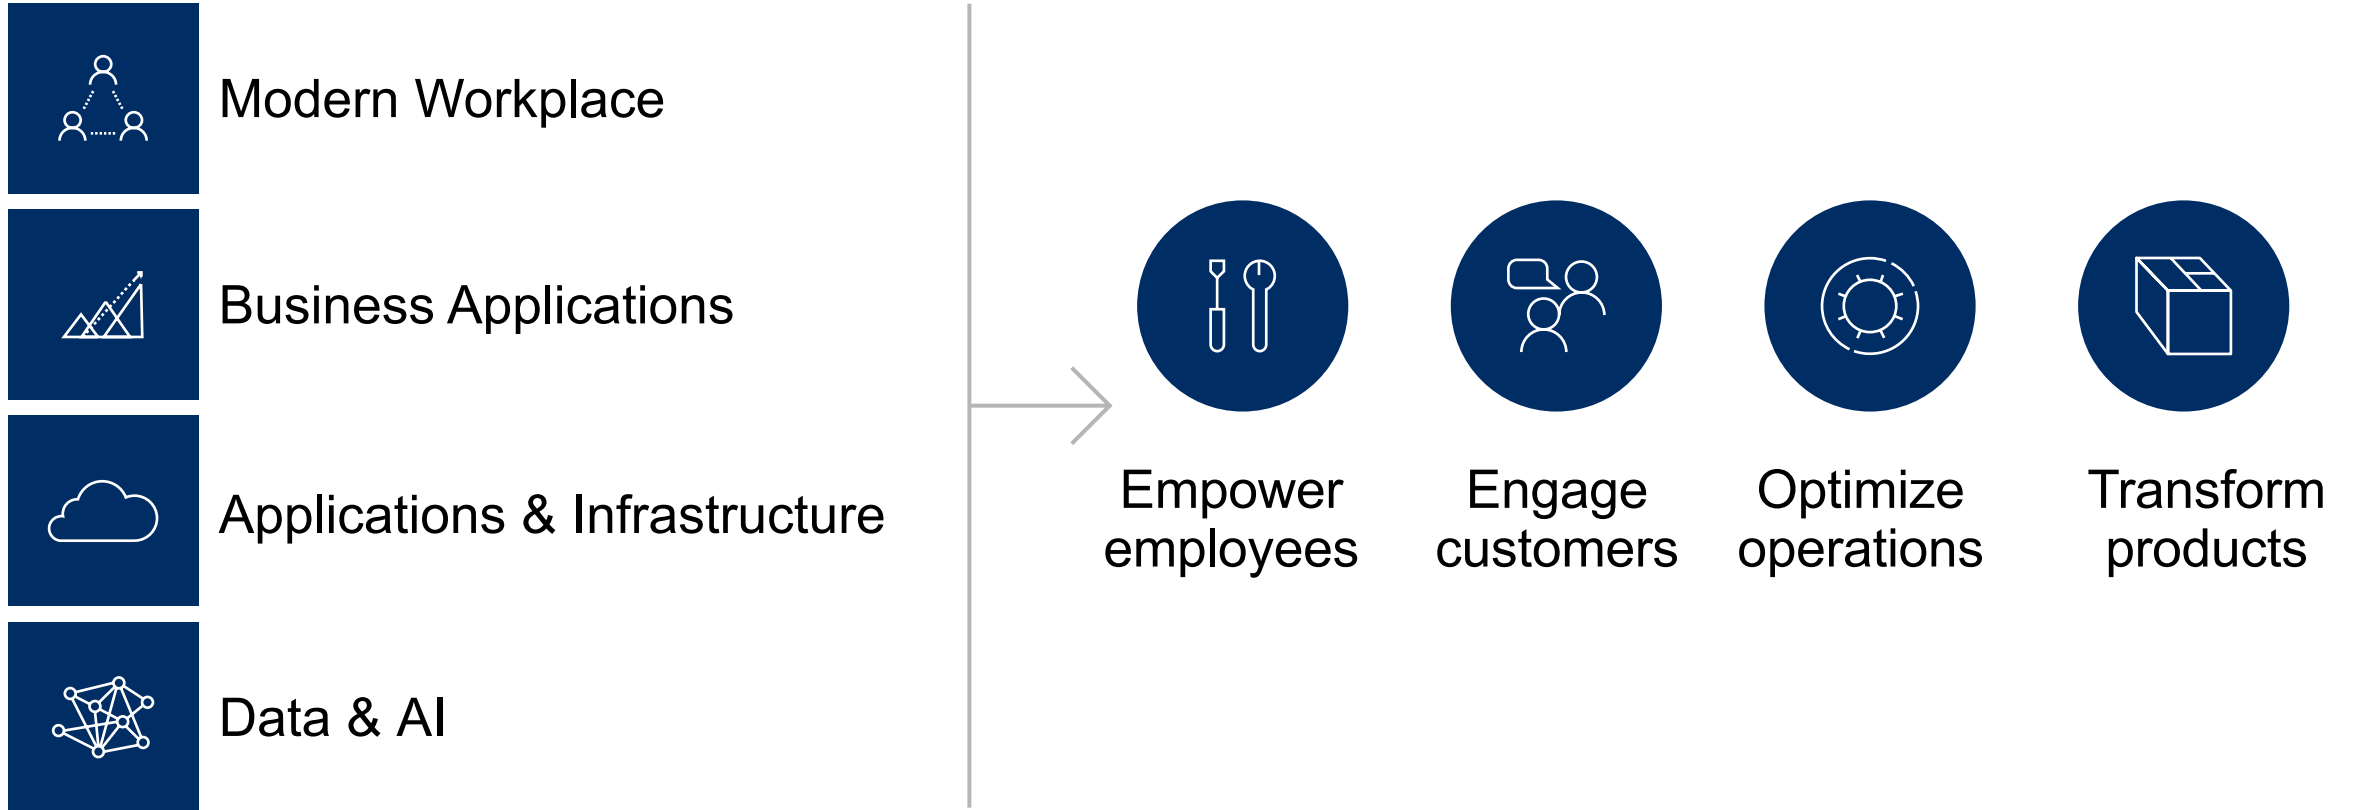 Modern Workplace
Business Applications
Applications & Infrastructure
Data & AI
Empower
employees
Engage
customers
Optimize
operations
Transform
products